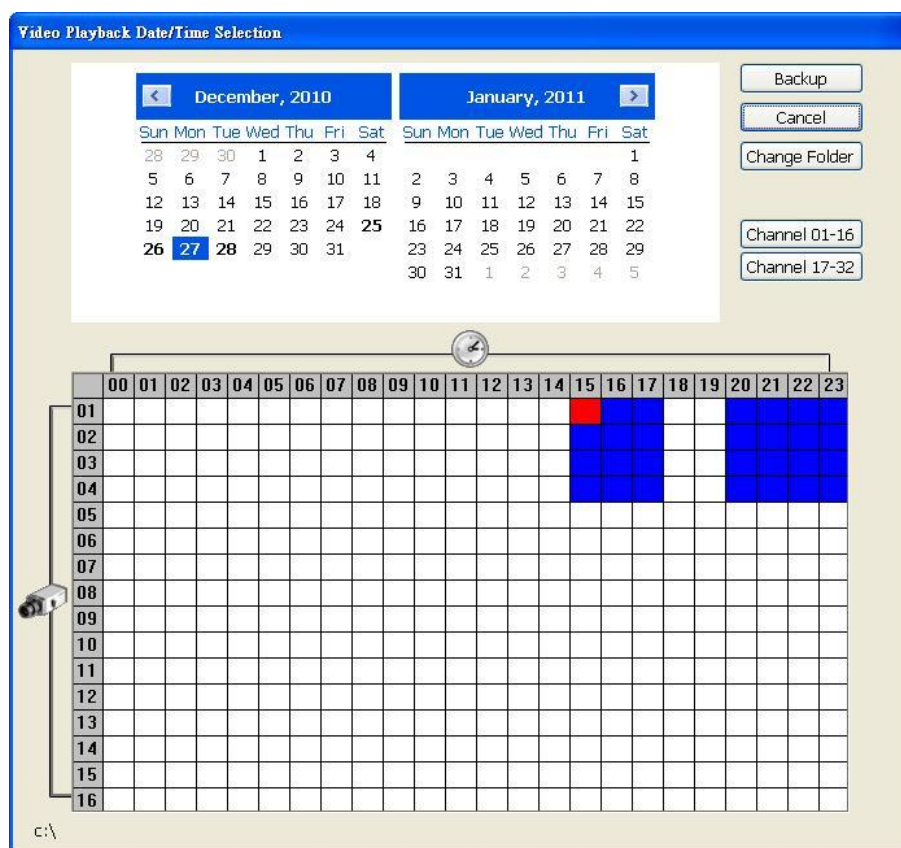 Video Playback Date/Time Selection
December, 2010
January, 2011
Sun Mon Tue Wed Thu Fri Sat
28 29 30 1 2 3 4
5 6 7 8 9 10 11
12 13 14 15 16 17 18
19 20 21 22 23 24 25
26 27 28 29 30 31
Sun Mon Tue Wed Thu Fri Sat
1
2 3 4 5 6 7 8
9 10 11 12 13 14 15
16 17 18 19 20 21 22
23 24 25 26 27 28 29
30 31 1 2 3 4 5
Backup
Cancel
Change Folder
Channel 01-16
Channel 17-32
00 01 02 03 04 05 06 07 08 09 10 11 12 13 14 15 16 17 18 19 20 21 22 23
01
02
03
04
05
06
07
08
09
10
11
12
13
14
15
16
c:\